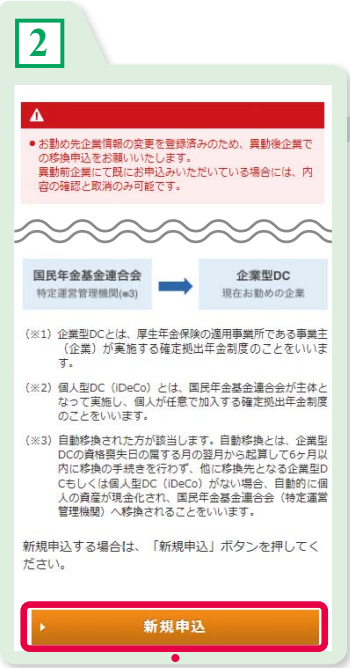 2
● お勤め先企業情報の変更を登録済みのため、異動後企業で
の移換申込をお願いいたします。
異動前企業にて既にお申込みいただいている場合には、内
容の確認と取消のみ可能です。
国民年金基金連合会
特定運営管理機関(※3)
企業型DC
現在お勤めの企業
（※1）企業型DCとは、厚生年金保険の適用事業所である事業主
（企業）が実施する確定拠出年金制度のことをいいま
す。
（※2）個人型DC（iDeCo）とは、国民年金基金連合会が主体と
なって実施し、個人が任意で加入する確定拠出年金制度
のことをいいます。
（※3）自動移換された方が該当します。自動移換とは、企業型
DCの資格喪失日の属する月の翌月から起算して6ヶ月以
内に移換の手続きを行わず、他に移換先となる企業型D
Cもしくは個人型DC（iDeCo）がない場合、自動的に個
人の資産が現金化され、国民年金基金連合会（特定運営
管理機関）へ移換されることをいいます。
新規申込する場合は、「新規申込」ボタンを押してく
ださい。
新規申込